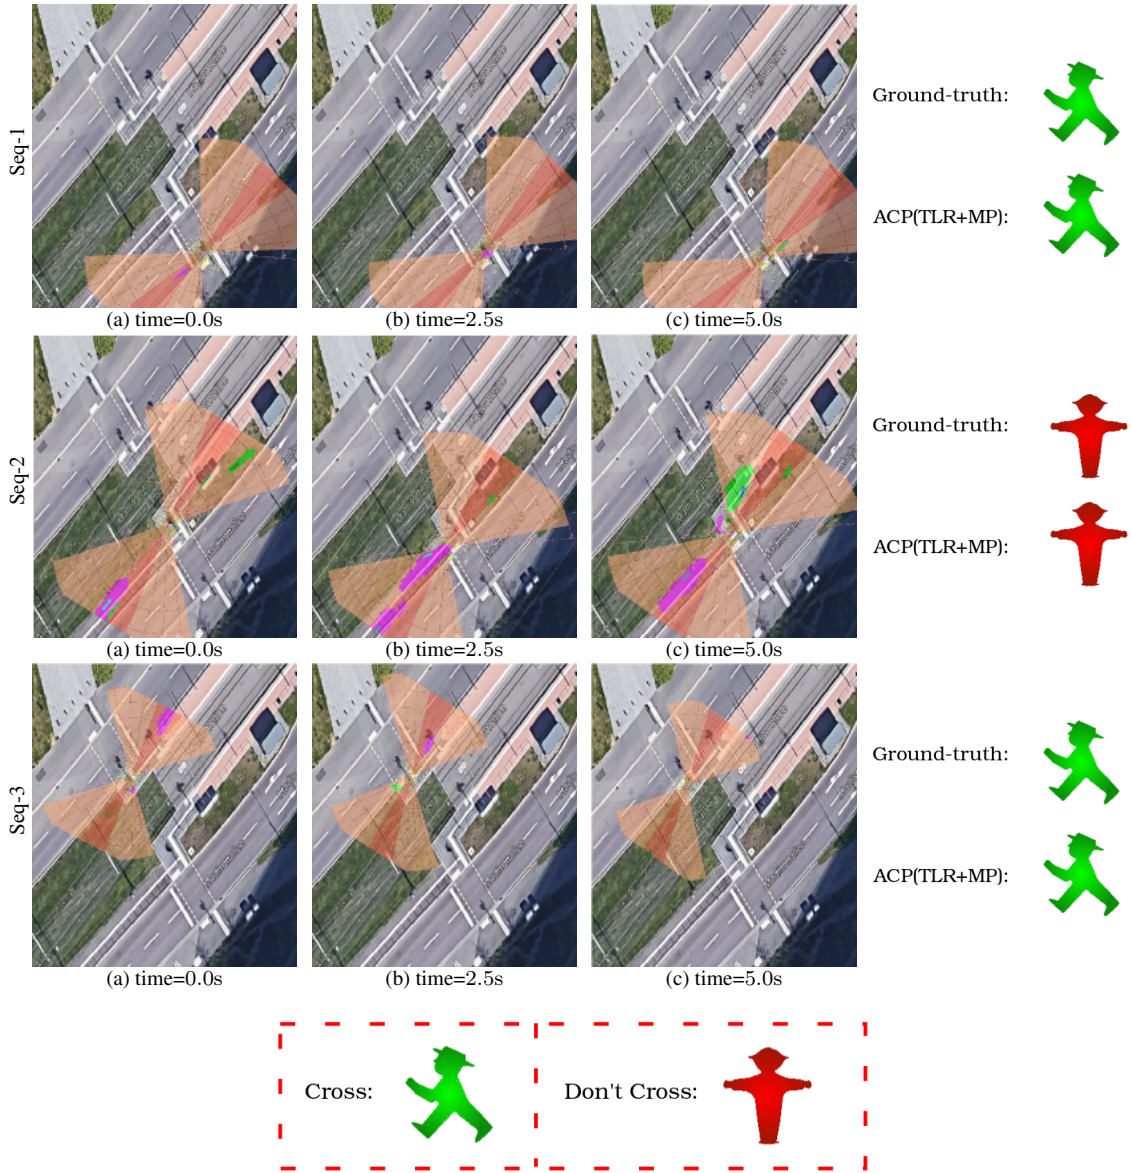 Seq-1
Ground-truth:
ACP(TLR+MP):
(a) time=0.0s
(b) time=2.5s
(c) time=5.0s
Seq-2
Ground-truth:
ACP(TLR+MP):
(a) time=0.0s
(b) time=2.5s
(c) time=5.0s
Seq-3
Ground-truth:
ACP(TLR+MP):
(a) time=0.0s
(b) time=2.5s
(c) time=5.0s
Cross:
Don't Cross: